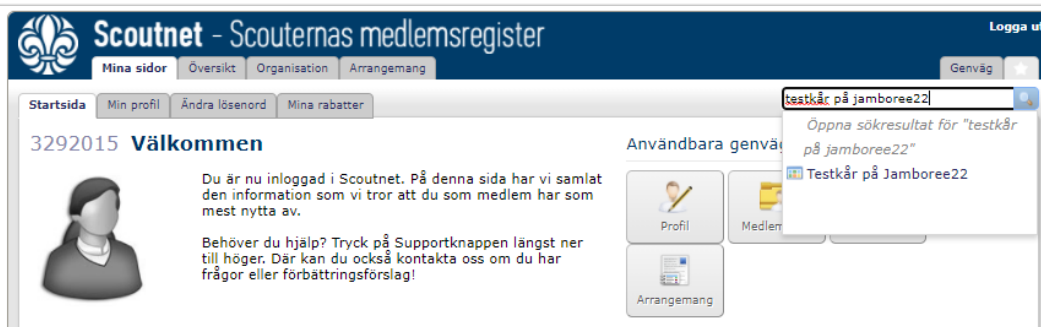 Scoutnet – Scouternas medlemsregister
Logga ut
Mina sidor Översikt Organisation Arrangemang Genväg
Startsida Min profil Ändra lösenord Mina rabatter
testkår på jamboree22
Öppna sökresultat för "testkår
på jamboree22"
Testkår på Jamboree22
3292015 Välkommen
Du är nu inloggad i Scoutnet. På denna sida har vi samlat
den information som vi tror att du som medlem har som
mest nytta av.
Behöver du hjälp? Tryck på Supportknappen längst ner
till höger. Där kan du också kontakta oss om du har
frågor eller förbättringsförslag!
Användbara
Profil
Arrangemang